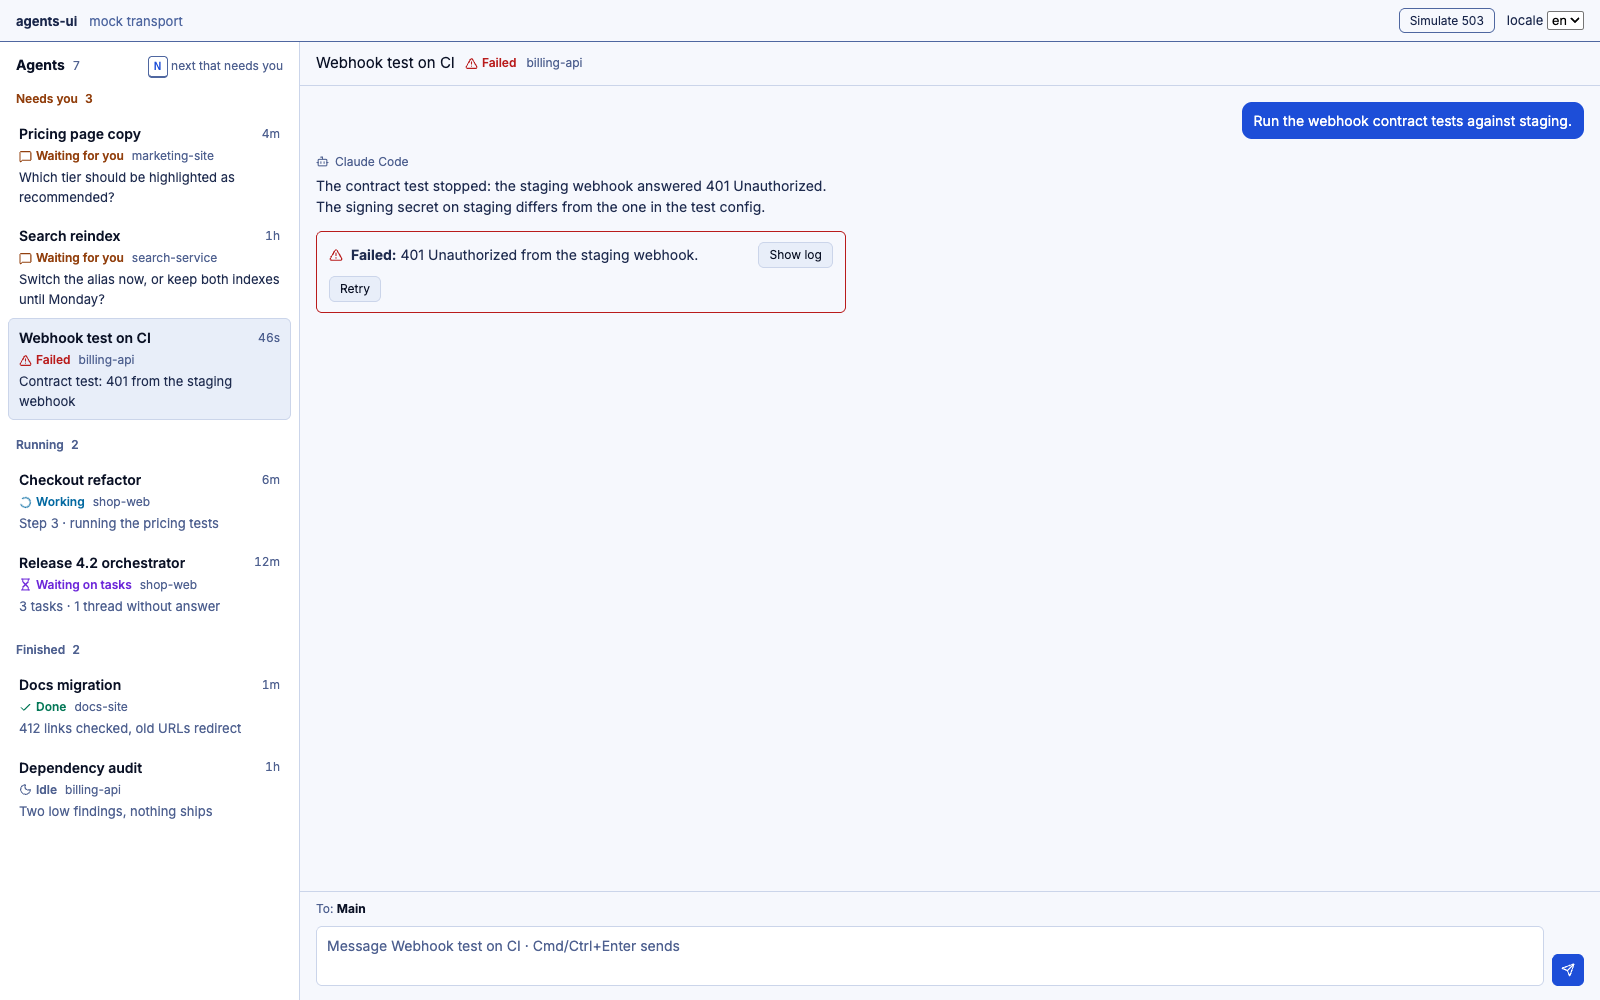 agents-ui mock transport
Simulate 503 locale en
Agents 7 N next that needs you
Needs you 3
Pricing page copy 4m
Waiting for you marketing-site
Which tier should be highlighted as
recommended?
Search reindex 1h
Waiting for you search-service
Switch the alias now, or keep both indexes
until Monday?
Webhook test on CI 46s
Failed billing-api
Contract test: 401 from the staging
webhook
Running 2
Checkout refactor 6m
Working shop-web
Step 3 · running the pricing tests
Release 4.2 orchestrator 12m
Waiting on tasks shop-web
3 tasks · 1 thread without answer
Finished 2
Docs migration 1m
Done docs-site
412 links checked, old URLs redirect
Dependency audit 1h
Idle billing-api
Two low findings, nothing ships
Webhook test on CI Failed billing-api
Run the webhook contract tests against staging.
Claude Code
The contract test stopped: the staging webhook answered 401 Unauthorized.
The signing secret on staging differs from the one in the test config.
Failed: 401 Unauthorized from the staging webhook. Show log
Retry
To: Main
Message Webhook test on CI · Cmd/Ctrl+Enter sends